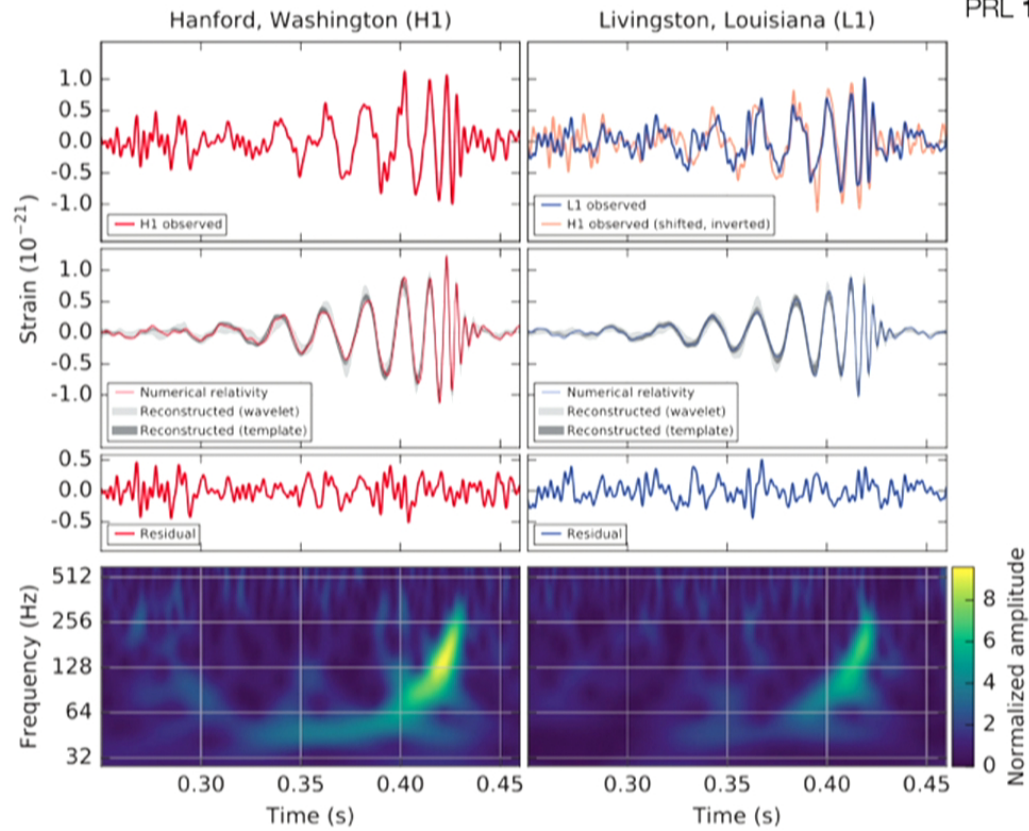 Hanford, Washington (H1)
Livingston, Louisiana (L1)
PRL 1
Strain (10⁻²¹)
1.0
0.5
0.0
-0.5
-1.0
H1 observed
L1 observed
H1 observed (shifted, inverted)
1.0
0.5
0.0
-0.5
-1.0
Numerical relativity
Reconstructed (wavelet)
Reconstructed (template)
Numerical relativity
Reconstructed (wavelet)
Reconstructed (template)
0.5
0.0
-0.5
Residual
Residual
Frequency (Hz)
512
256
128
64
32
Normalized amplitude
8
6
4
2
0
0.30 0.35 0.40 0.45
0.30 0.35 0.40 0.45
Time (s)
Time (s)